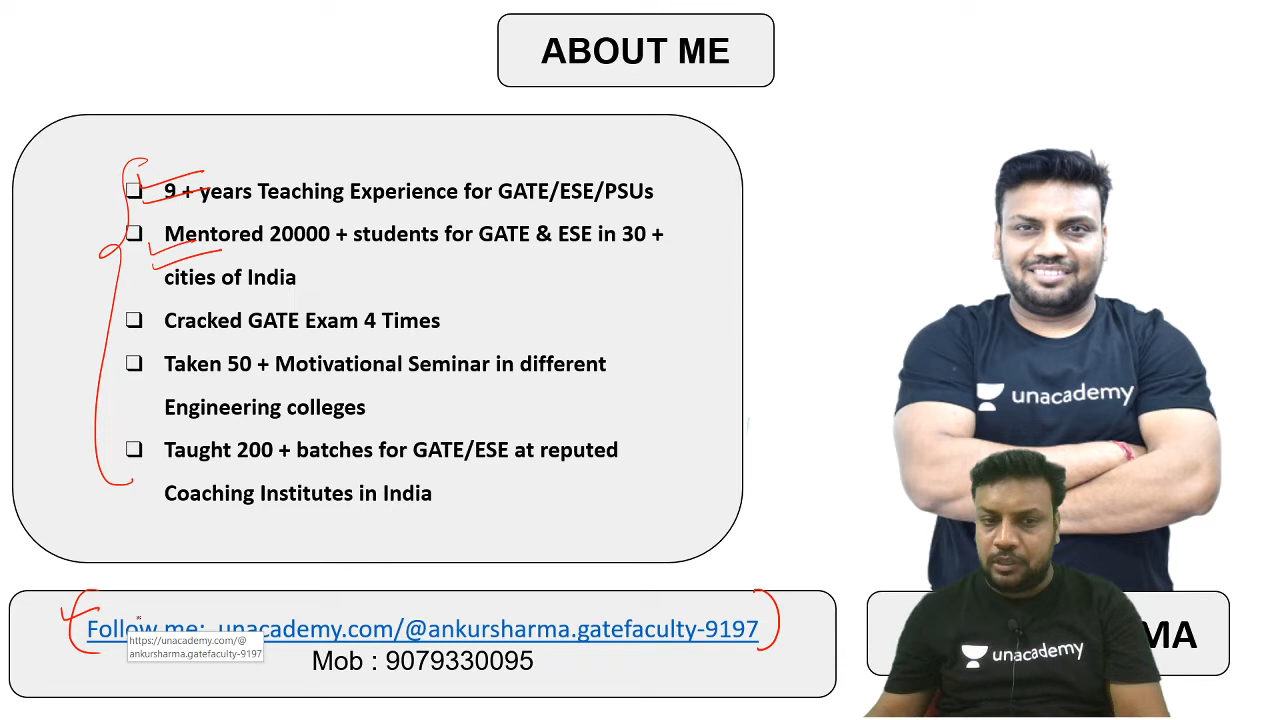 ABOUT ME
❑ 9 + years Teaching Experience for GATE/ESE/PSUs
❑ Mentored 20000 + students for GATE & ESE in 30 +
cities of India
❑ Cracked GATE Exam 4 Times
❑ Taken 50 + Motivational Seminar in different
Engineering colleges
❑ Taught 200 + batches for GATE/ESE at reputed
Coaching Institutes in India
unacademy
Follow me: unacademy.com/@ankursharma.gatefaculty-9197
https://unacademy.com/@
ankursharma.gatefaculty-9197
Mob : 9079330095
MA
unacademy